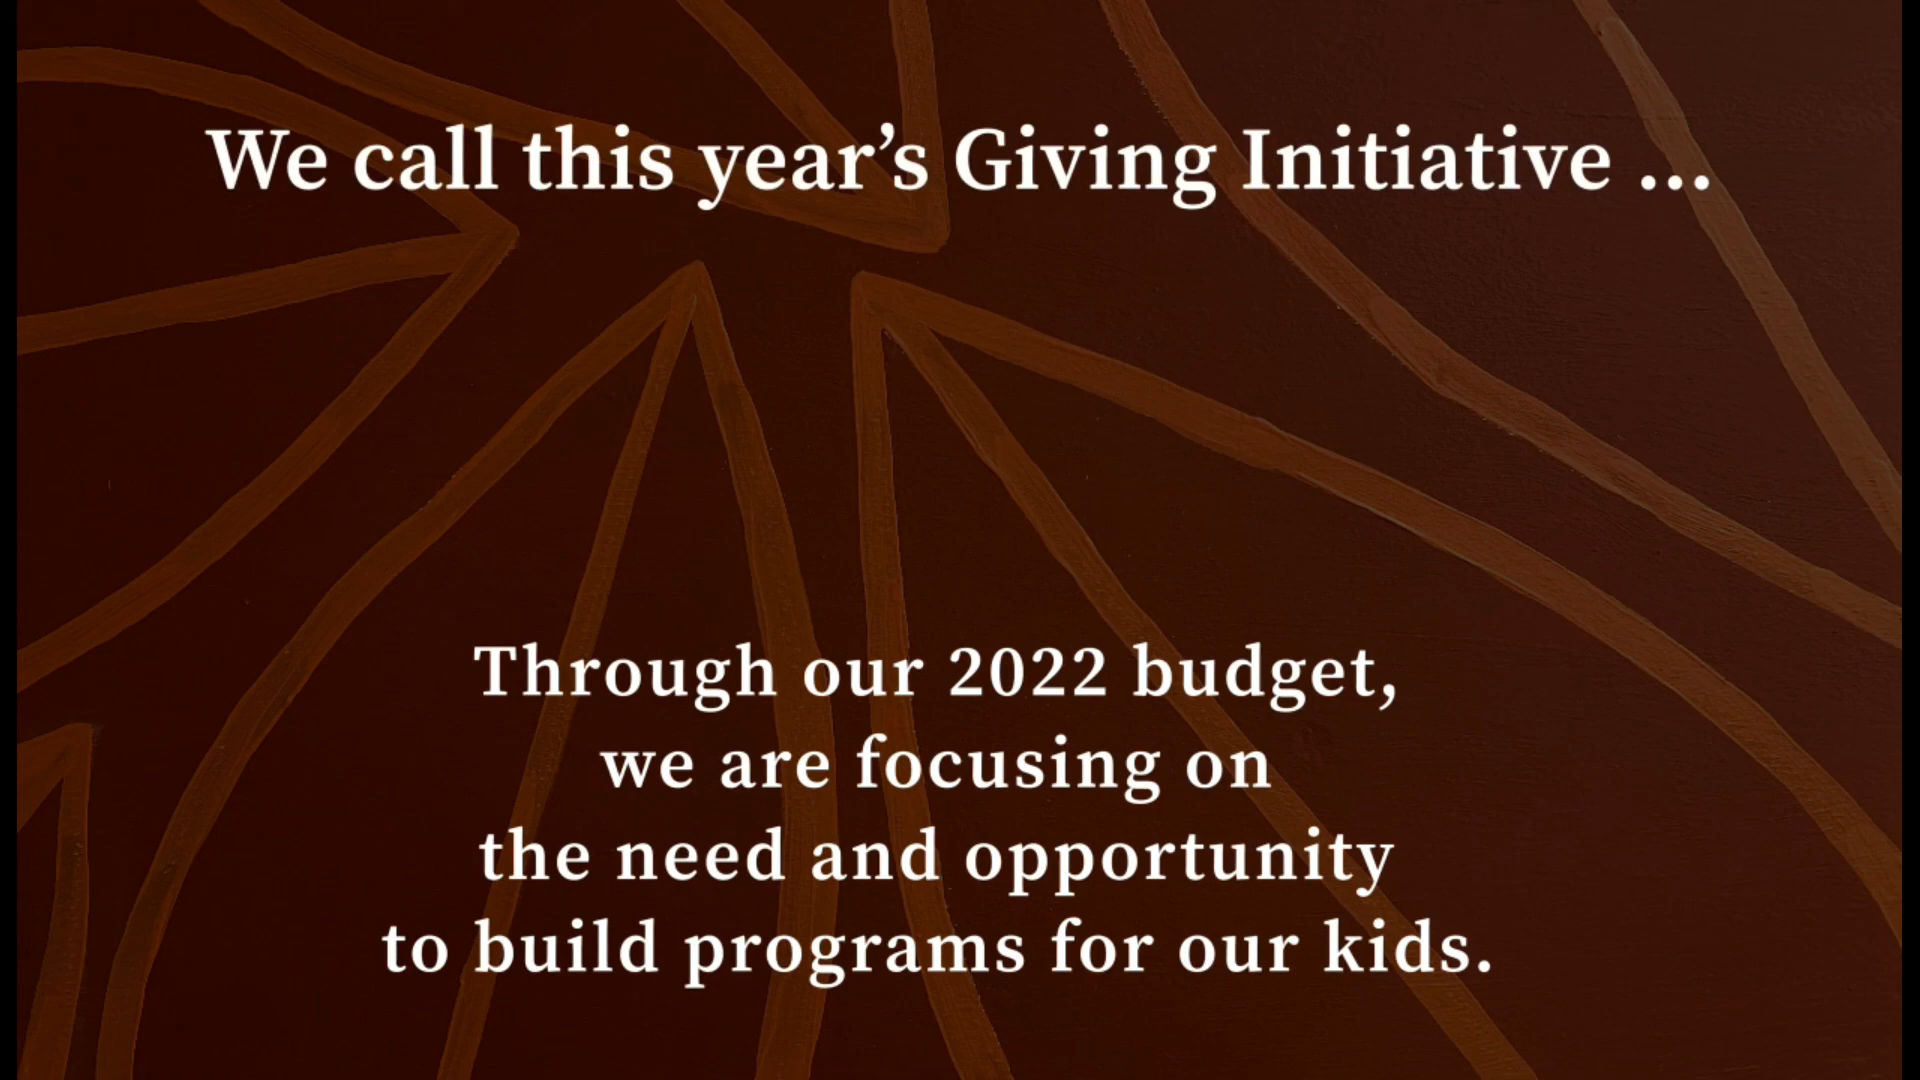 We call this year’s Giving Initiative ...
Through our 2022 budget,
we are focusing on
the need and opportunity
to build programs for our kids.